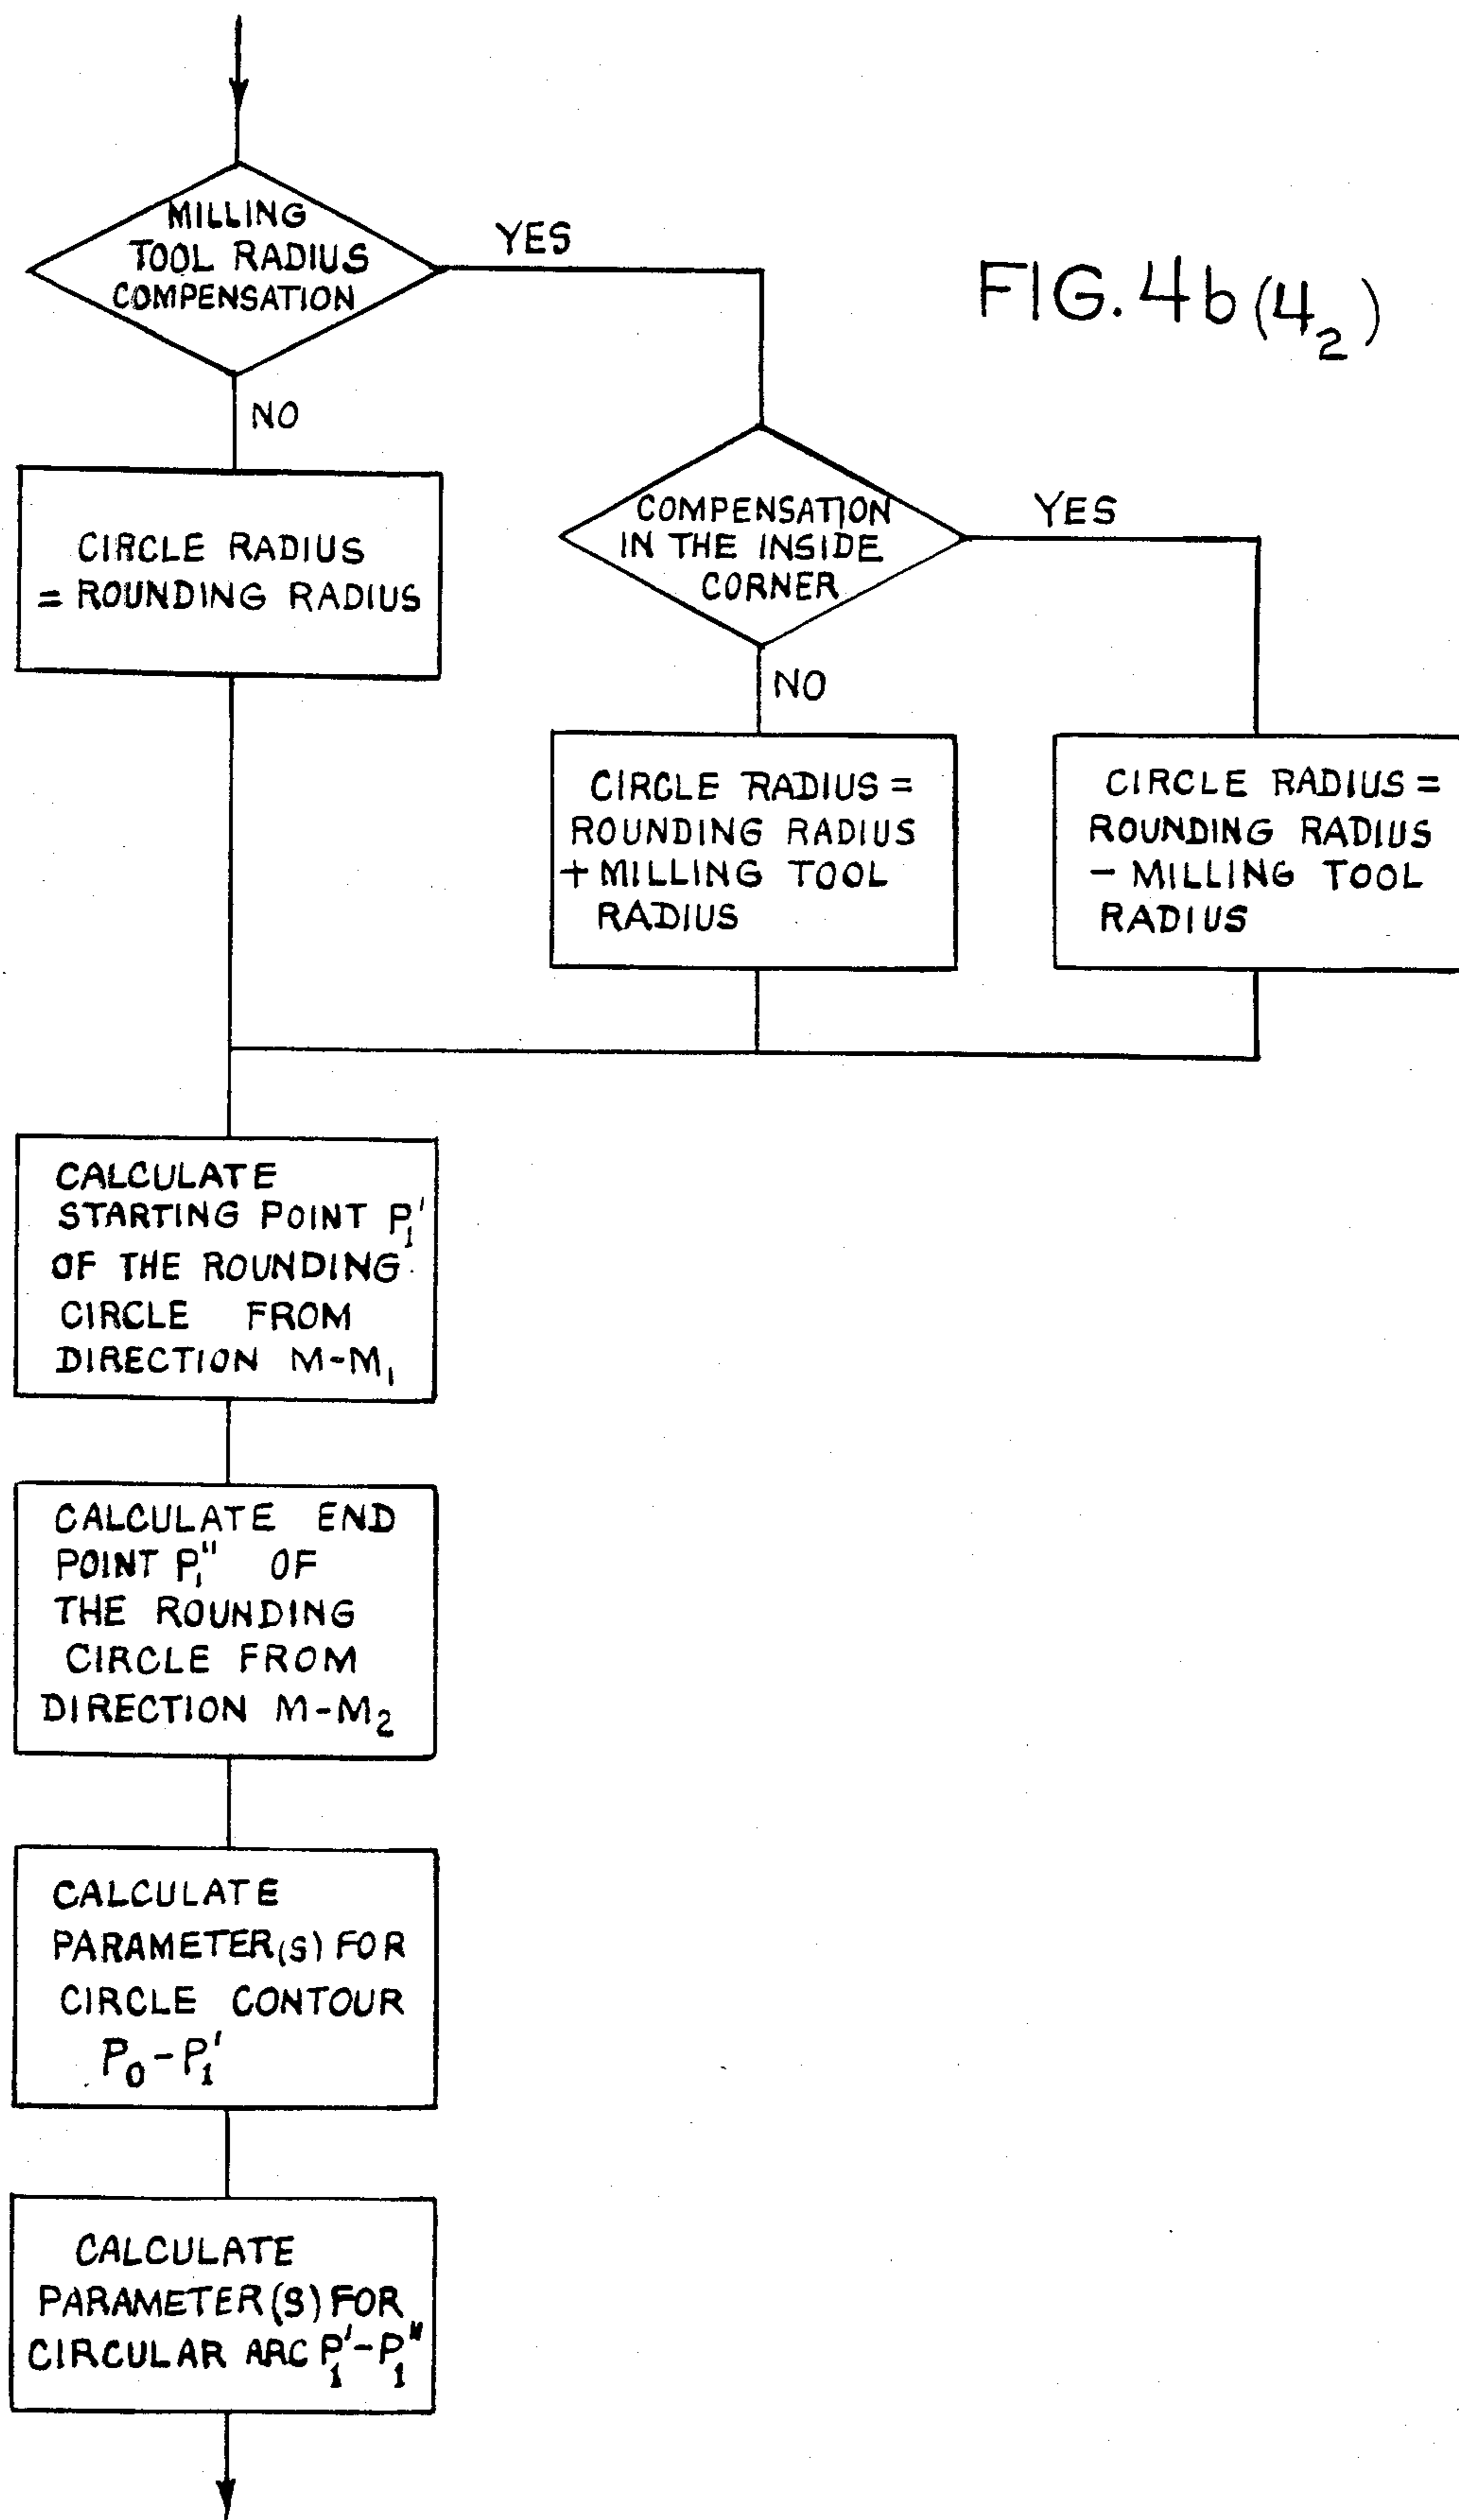 MILLING
TOOL RADIUS
COMPENSATION
YES
FIG. 4b(4₂)
NO
CIRCLE RADIUS
= ROUNDING RADIUS
COMPENSATION
IN THE INSIDE
CORNER
YES
NO
CIRCLE RADIUS =
ROUNDING RADIUS
+ MILLING TOOL
RADIUS
CIRCLE RADIUS =
ROUNDING RADIUS
- MILLING TOOL
RADIUS
CALCULATE
STARTING POINT P₁'
OF THE ROUNDING
CIRCLE FROM
DIRECTION M-M₁
CALCULATE END
POINT P₁" OF
THE ROUNDING
CIRCLE FROM
DIRECTION M-M₂
CALCULATE
PARAMETER(S) FOR
CIRCLE CONTOUR
P₀-P₁'
CALCULATE
PARAMETER(S) FOR
CIRCULAR ARC P₁'-P₁"